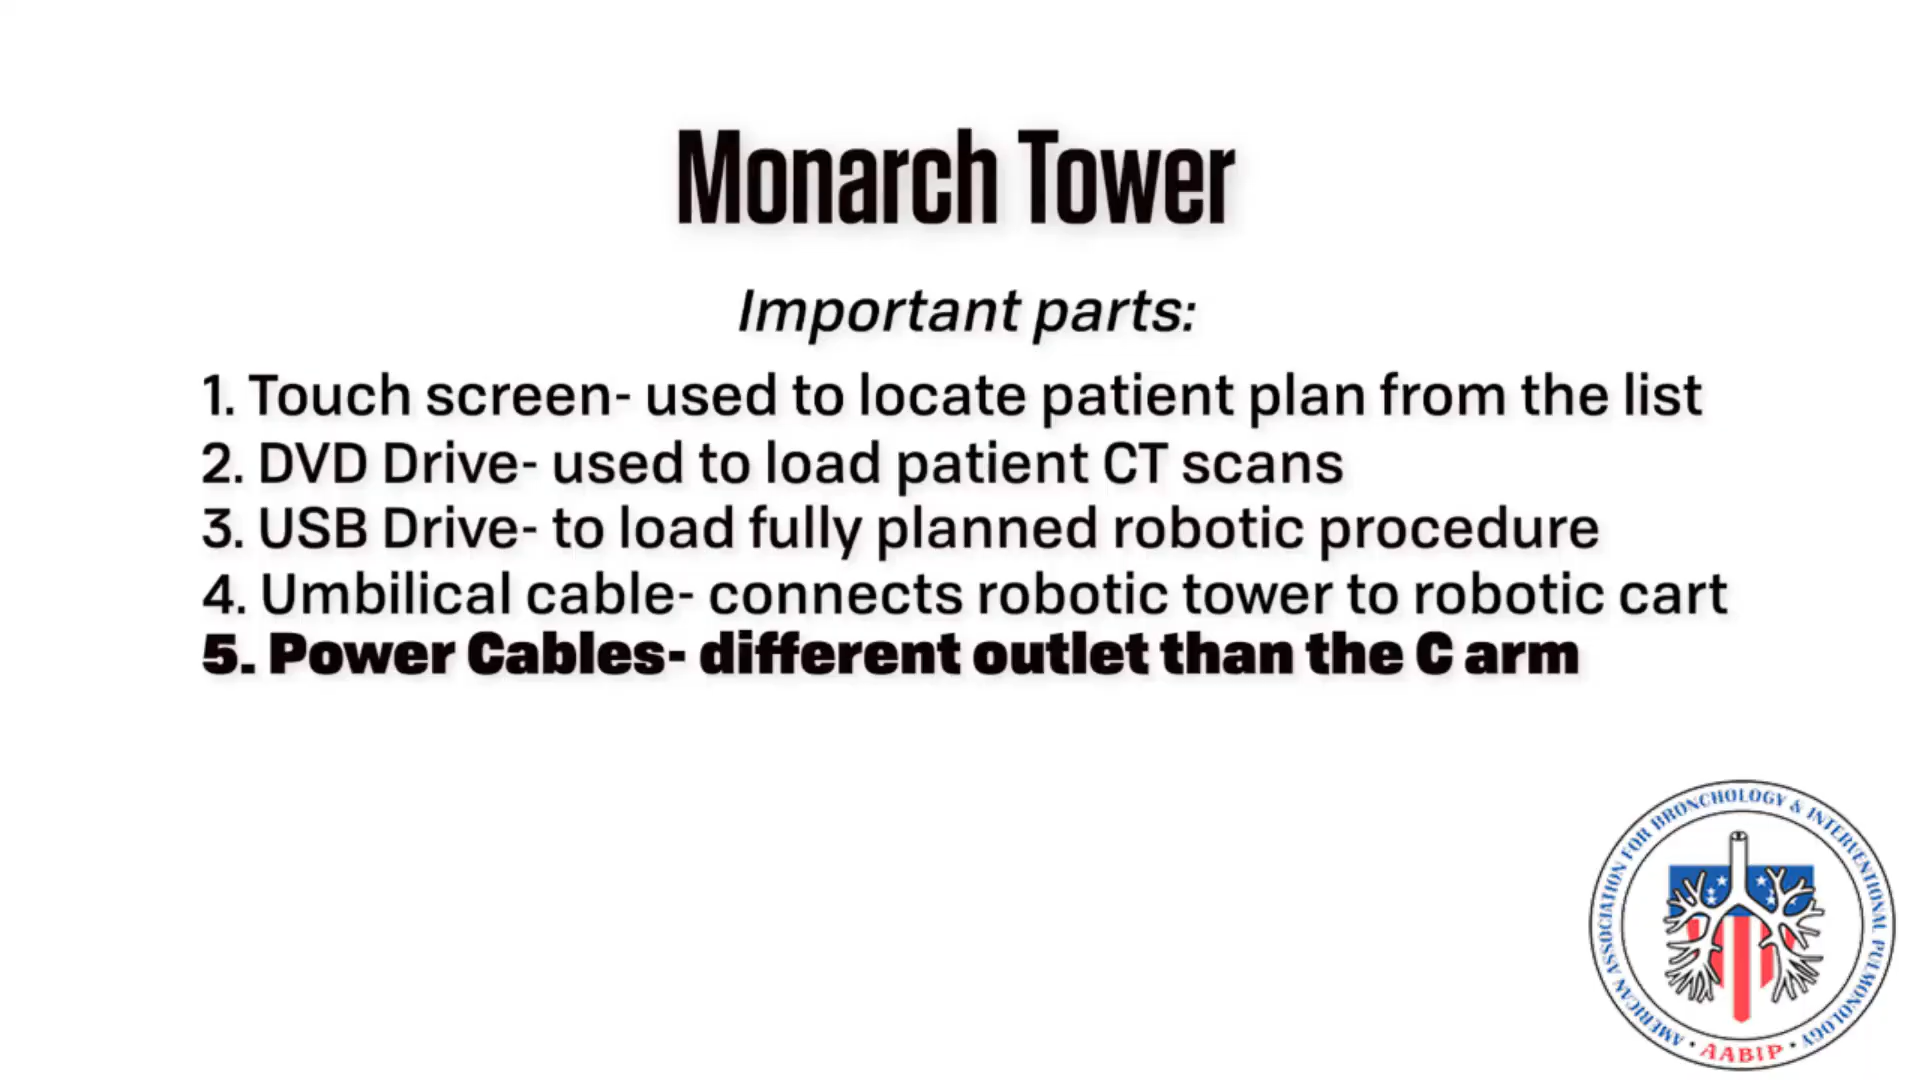 Monarch Tower
Important parts:
1. Touch screen- used to locate patient plan from the list
2. DVD Drive- used to load patient CT scans
3. USB Drive- to load fully planned robotic procedure
4. Umbilical cable- connects robotic tower to robotic cart
5. Power Cables- different outlet than the C arm
AMERICAN ASSOCIATION FOR BRONCHOLOGY & INTERVENTIONAL PULMONOLOGY
• AABIP •